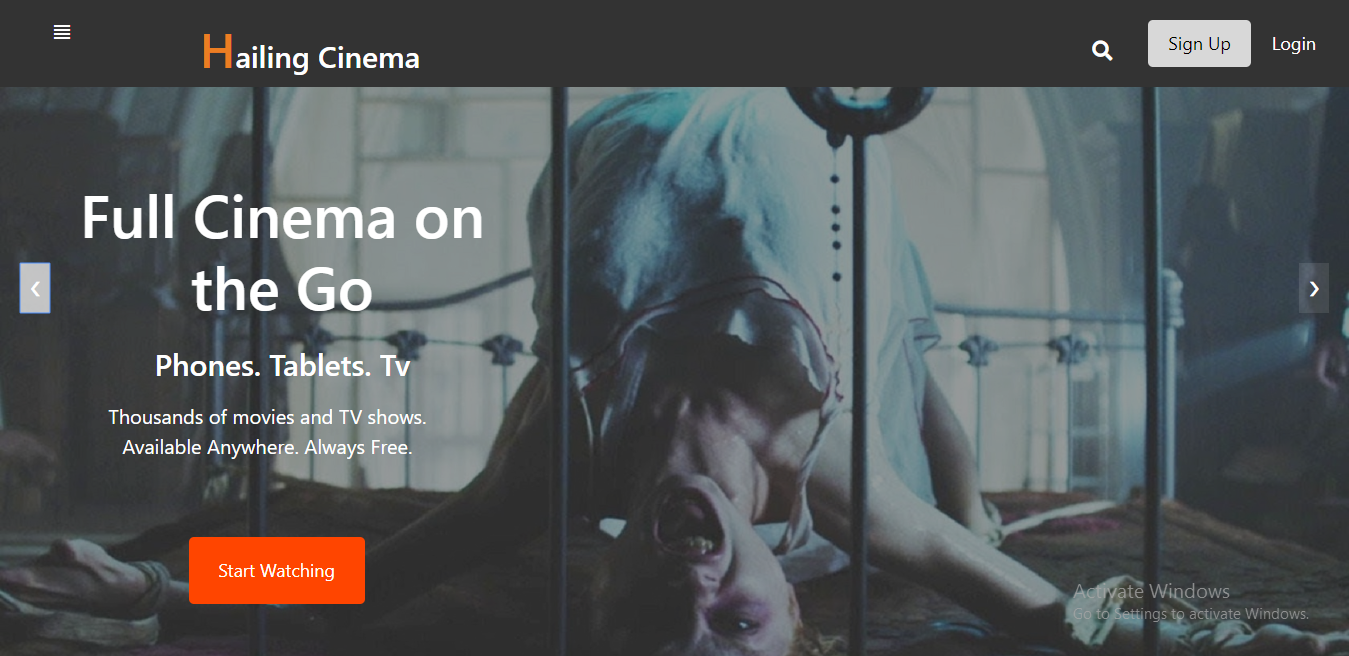 Hailing Cinema
Sign Up
Login
Full Cinema on
the Go
Phones. Tablets. Tv
Thousands of movies and TV shows.
Available Anywhere. Always Free.
Start Watching
Activate Windows
Go to Settings to activate Windows.